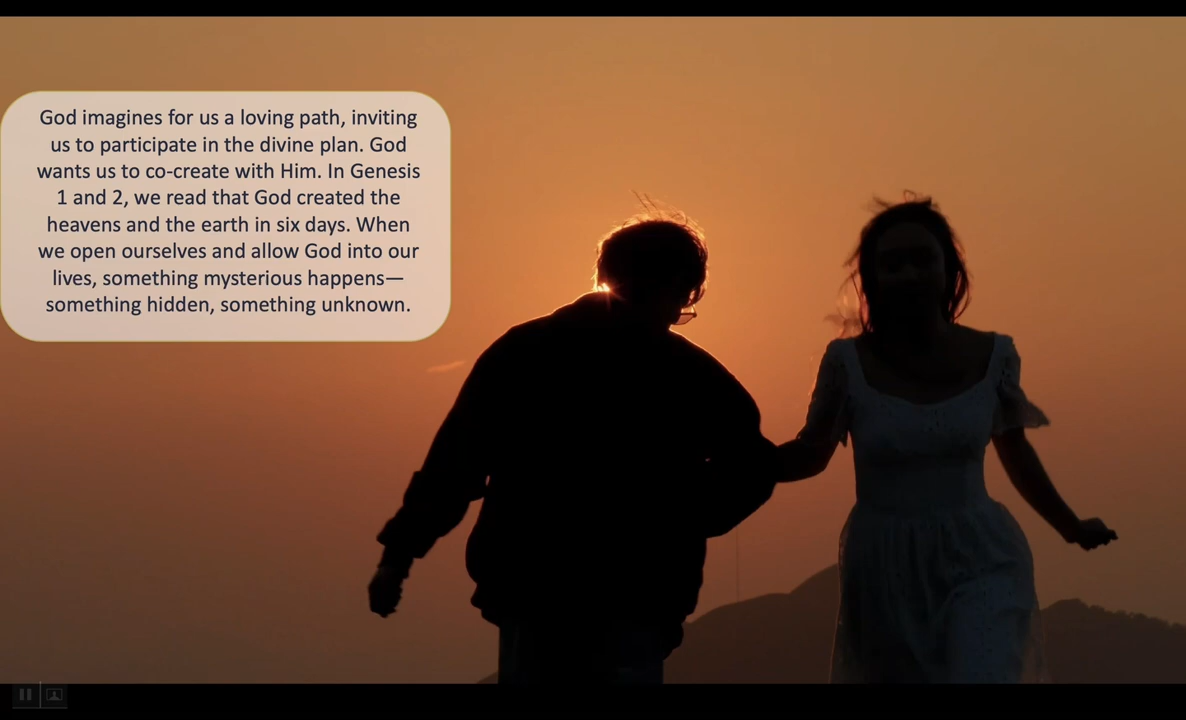 God imagines for us a loving path, inviting
us to participate in the divine plan. God
wants us to co-create with Him. In Genesis
1 and 2, we read that God created the
heavens and the earth in six days. When
we open ourselves and allow God into our
lives, something mysterious happens—
something hidden, something unknown.